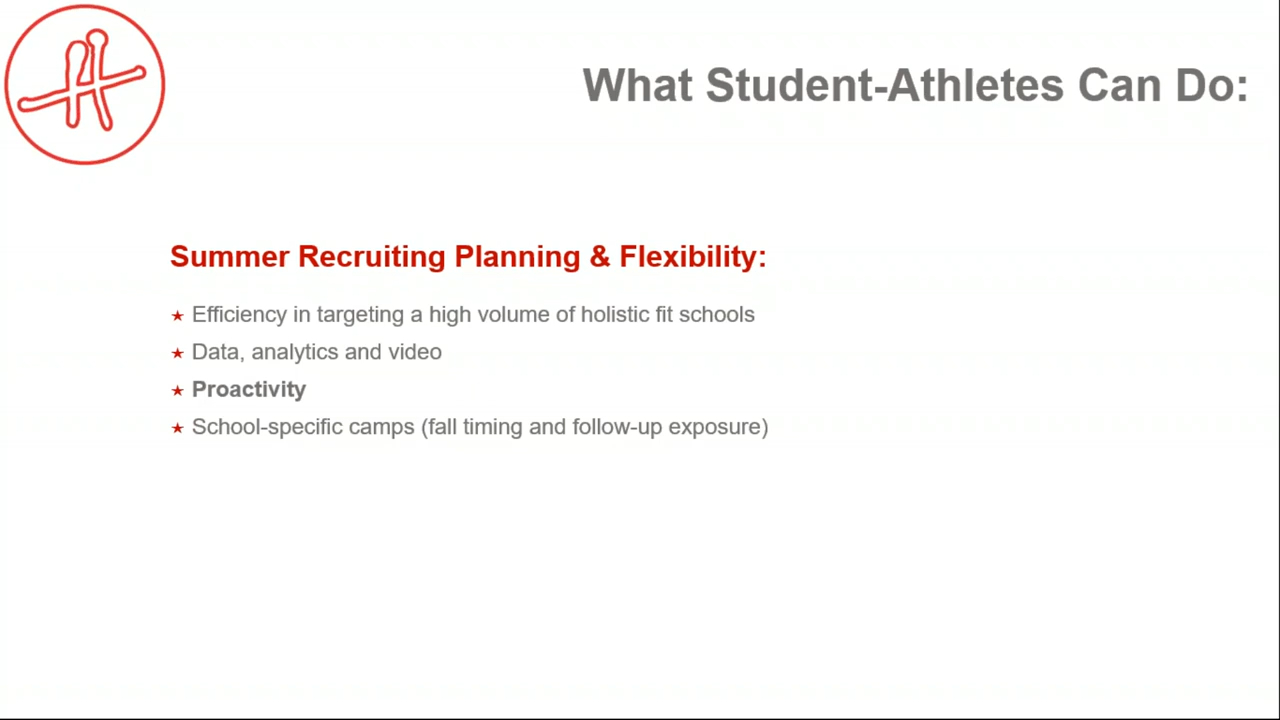 What Student-Athletes Can Do:
Summer Recruiting Planning & Flexibility:
★ Efficiency in targeting a high volume of holistic fit schools
★ Data, analytics and video
★ Proactivity
★ School-specific camps (fall timing and follow-up exposure)